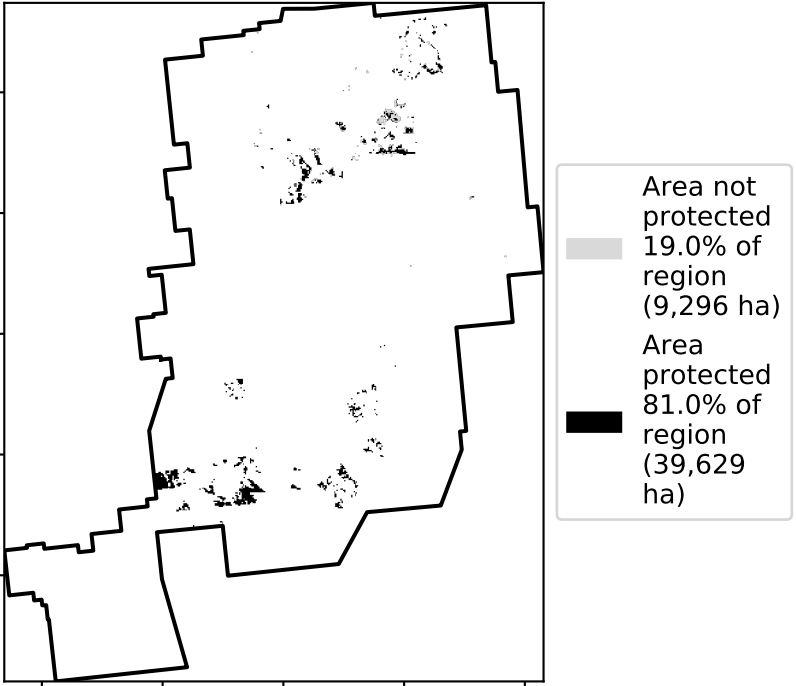 Area not
protected
19.0% of
region
(9,296 ha)
Area
protected
81.0% of
region
(39,629
ha)